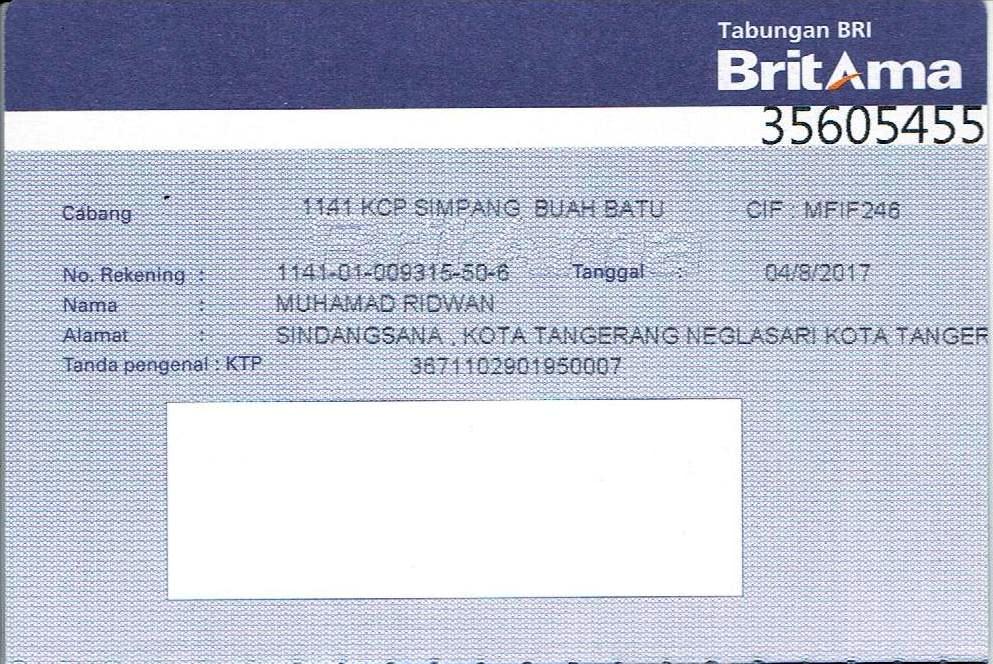 Tabungan BRI
BritAma
35605455
Cabang 1141 KCP SIMPANG BUAH BATU CIF : MFIF246
No. Rekening : 1141-01-009315-50-6 Tanggal : 04/8/2017
Nama : MUHAMAD RIDWAN
Alamat : SINDANGSANA , KOTA TANGERANG NEGLASARI KOTA TANGER
Tanda pengenal : KTP 3671102901950007